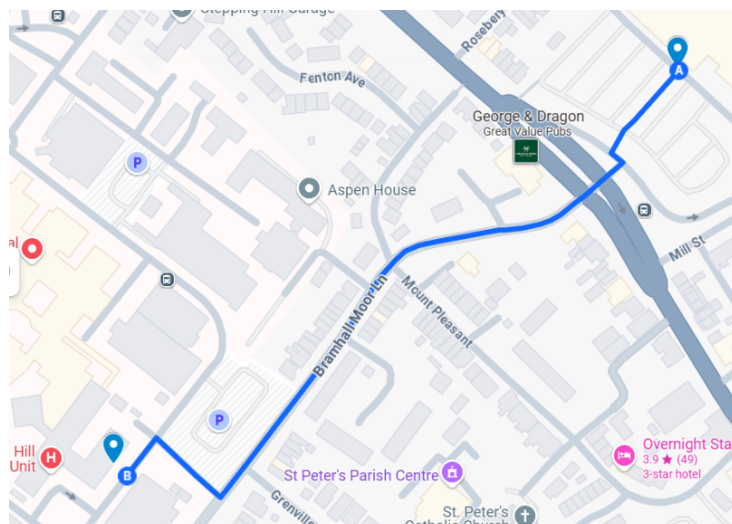 Stepping Hill Garage
Rosebery
Fenton Ave
A
George & Dragon
Great Value Pubs
P
Aspen House
al
Mill St
Bramhall Moor Ln
Mount Pleasant
P
Hill
Unit
H
B
St Peter's Parish Centre
Overnight Sta
3.9 ★ (49)
3-star hotel
Grenvill
St. Peter's
Catholic Church